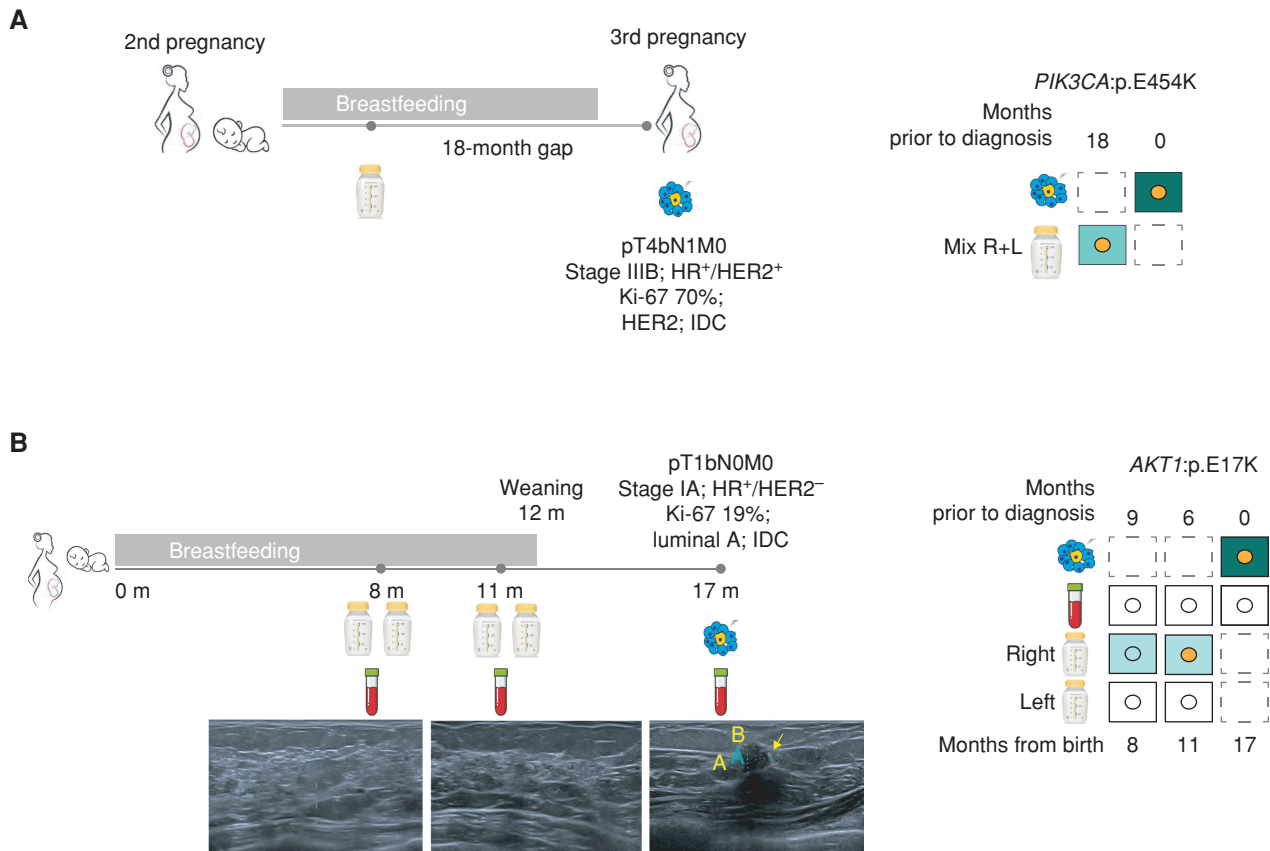 A
2nd pregnancy
3rd pregnancy
Breastfeeding
18-month gap
pT4bN1M0
Stage IIIB; HR+/HER2+
Ki-67 70%;
HER2; IDC
PIK3CA:p.E454K
Months
prior to diagnosis
18 0
Mix R+L
B
Weaning
12 m
pT1bN0M0
Stage IA; HR+/HER2–
Ki-67 19%;
luminal A; IDC
Breastfeeding
0 m 8 m 11 m 17 m
B
A A
AKT1:p.E17K
Months
prior to diagnosis
9 6 0
Right
Left
Months from birth 8 11 17